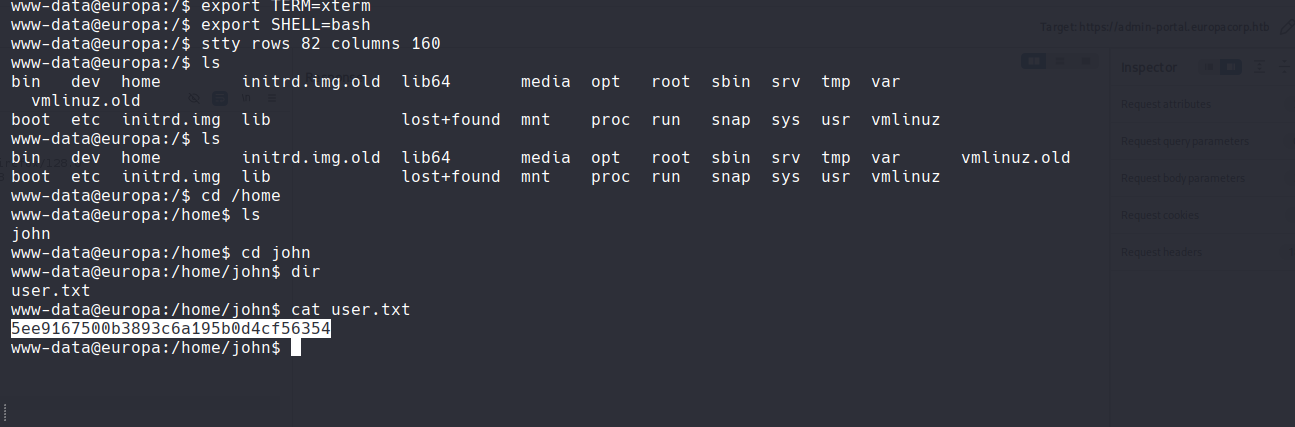 www-data@europa:/$ export TERM=xterm
www-data@europa:/$ export SHELL=bash
www-data@europa:/$ stty rows 82 columns 160
www-data@europa:/$ ls
bin   dev  home        initrd.img.old  lib64       media  opt   root  sbin  srv  tmp  var
  vmlinuz.old
boot  etc  initrd.img  lib             lost+found  mnt    proc  run   snap  sys  usr  vmlinuz
www-data@europa:/$ ls
bin   dev  home        initrd.img.old  lib64       media  opt   root  sbin  srv  tmp  var      vmlinuz.old
boot  etc  initrd.img  lib             lost+found  mnt    proc  run   snap  sys  usr  vmlinuz
www-data@europa:/$ cd /home
www-data@europa:/home$ ls
john
www-data@europa:/home$ cd john
www-data@europa:/home/john$ dir
user.txt
www-data@europa:/home/john$ cat user.txt
5ee9167500b3893c6a195b0d4cf56354
www-data@europa:/home/john$
Target: https://admin-portal.europacorp.htb
Inspector
Request attributes
Request query parameters
Request body parameters
Request cookies
Request headers